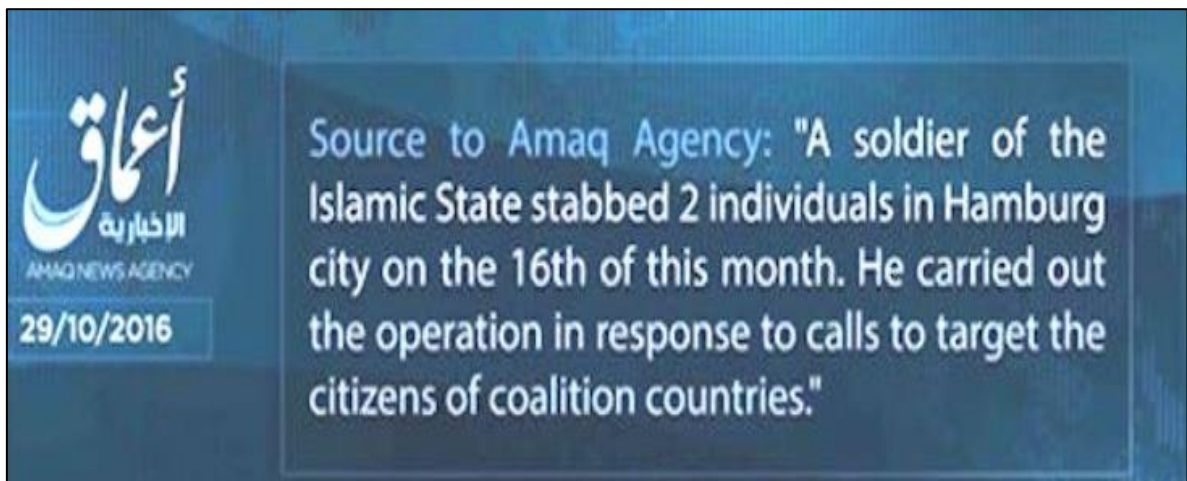 أعماق
الإخبارية
AMAQ NEWS AGENCY
29/10/2016
Source to Amaq Agency: "A soldier of the
Islamic State stabbed 2 individuals in Hamburg
city on the 16th of this month. He carried out
the operation in response to calls to target the
citizens of coalition countries."